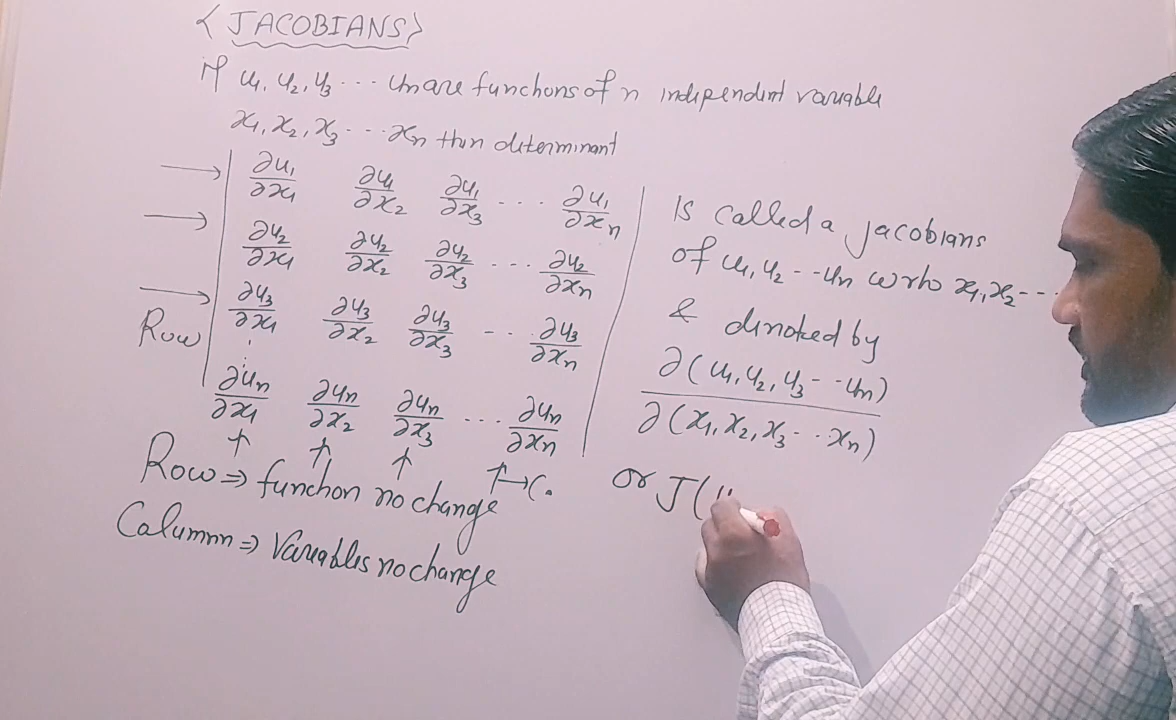 < JACOBIANS >
If u₁, u₂, u₃ ... un are functions of n independent variable
x₁, x₂, x₃ ... xn then determinant
→ ∂u₁/∂x₁ ∂u₁/∂x₂ ∂u₁/∂x₃ ... ∂u₁/∂xn
→ ∂u₂/∂x₁ ∂u₂/∂x₂ ∂u₂/∂x₃ ... ∂u₂/∂xn
→ ∂u₃/∂x₁ ∂u₃/∂x₂ ∂u₃/∂x₃ ... ∂u₃/∂xn
Row
⋮
∂un/∂x₁ ∂un/∂x₂ ∂un/∂x₃ ... ∂un/∂xn
↑ ↑ ↑ ↑→C.
Row ⇒ function no change
Calumnn ⇒ Variables no change
Is called a jacobians
of u₁, u₂ -- un w r to x₁, x₂ ---
& denoted by
∂(u₁, u₂, u₃ -- un)
∂(x₁, x₂, x₃ -- xn)
or J(u